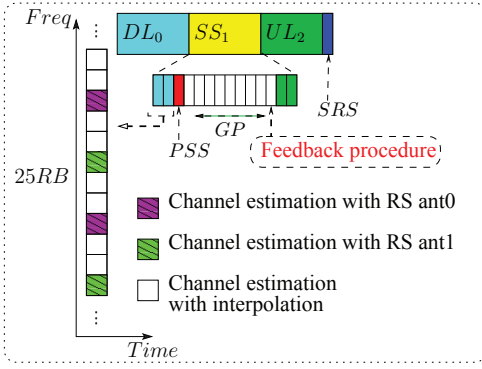 Freq
DL₀ SS₁ UL₂
SRS
PSS
GP
Feedback procedure
25RB
Channel estimation with RS ant0
Channel estimation with RS ant1
Channel estimation
with interpolation
Time